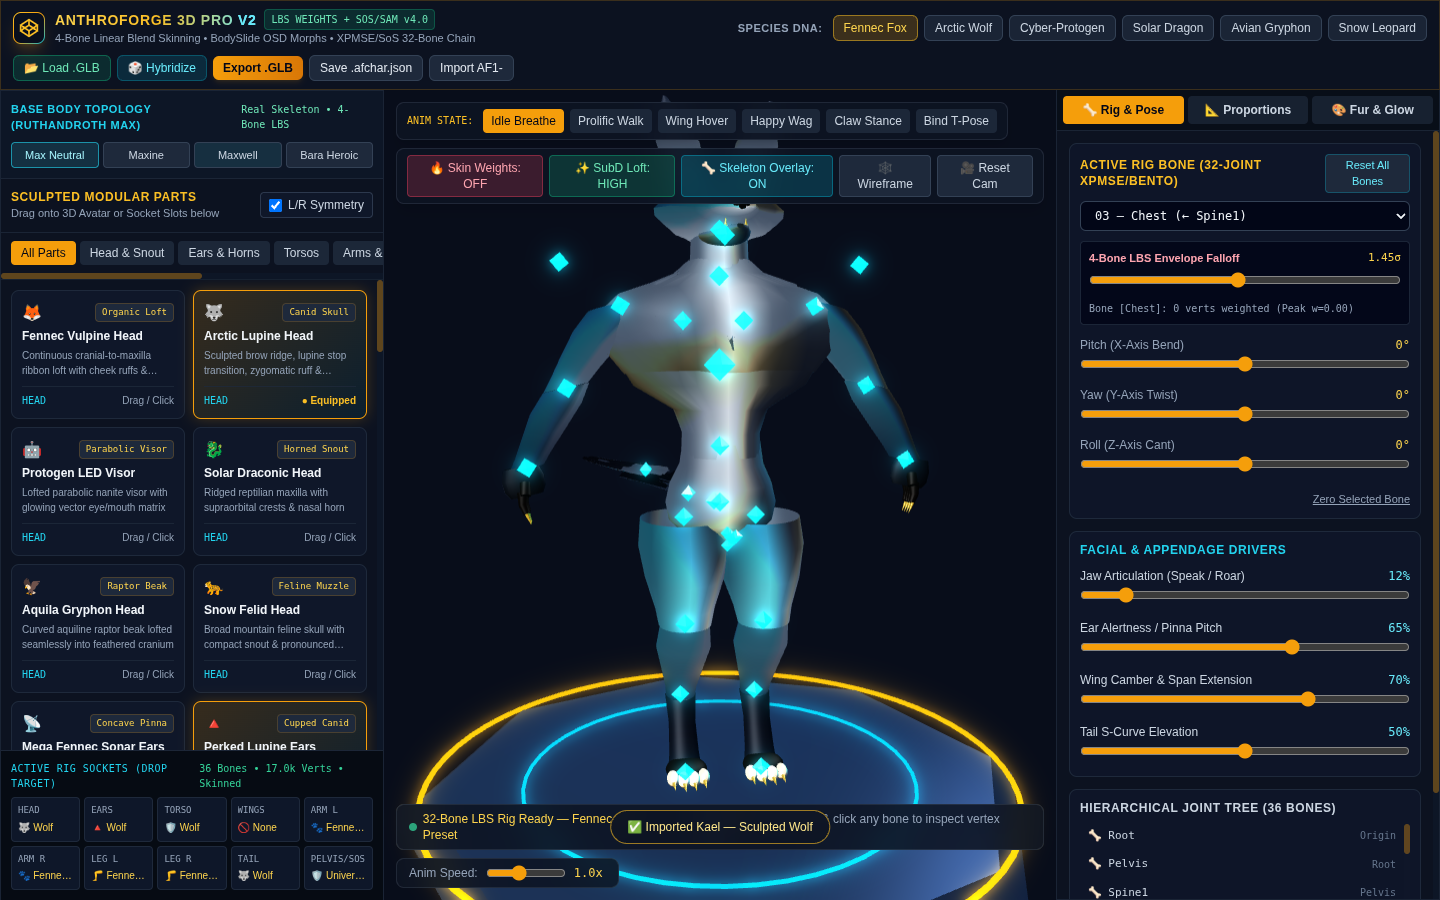 ANTHROFORGE 3D PRO V2
LBS WEIGHTS + SOS/SAM v4.0
4-Bone Linear Blend Skinning • BodySlide OSD Morphs • XPMSE/SoS 32-Bone Chain
SPECIES DNA:
Fennec Fox
Arctic Wolf
Cyber-Protogen
Solar Dragon
Avian Gryphon
Snow Leopard
Load .GLB
Hybridize
Export .GLB
Save .afchar.json
Import AF1-
BASE BODY TOPOLOGY
(RUTHANDROTH MAX)
Real Skeleton • 4-
Bone LBS
Max Neutral
Maxine
Maxwell
Bara Heroic
SCULPTED MODULAR PARTS
Drag onto 3D Avatar or Socket Slots below
L/R Symmetry
All Parts
Head & Snout
Ears & Horns
Torsos
Arms &
Organic Loft
Fennec Vulpine Head
Continuous cranial-to-maxilla
ribbon loft with cheek ruffs &…
HEAD
Drag / Click
Canid Skull
Arctic Lupine Head
Sculpted brow ridge, lupine stop
transition, zygomatic ruff &…
HEAD
● Equipped
Parabolic Visor
Protogen LED Visor
Lofted parabolic nanite visor with
glowing vector eye/mouth matrix
HEAD
Drag / Click
Horned Snout
Solar Draconic Head
Ridged reptilian maxilla with
supraorbital crests & nasal horn
HEAD
Drag / Click
Raptor Beak
Aquila Gryphon Head
Curved aquiline raptor beak lofted
seamlessly into feathered cranium
HEAD
Drag / Click
Feline Muzzle
Snow Felid Head
Broad mountain feline skull with
compact snout & pronounced…
HEAD
Drag / Click
Concave Pinna
Mega Fennec Sonar Ears
Cupped Canid
Perked Lupine Ears
ACTIVE RIG SOCKETS (DROP
TARGET)
36 Bones • 17.0k Verts •
Skinned
HEAD
Wolf
EARS
Wolf
TORSO
Wolf
WINGS
None
ARM L
Fenne…
ARM R
Fenne…
LEG L
Fenne…
LEG R
Fenne…
TAIL
Wolf
PELVIS/SOS
Univer…
ANIM STATE:
Idle Breathe
Prolific Walk
Wing Hover
Happy Wag
Claw Stance
Bind T-Pose
Skin Weights:
OFF
SubD Loft:
HIGH
Skeleton Overlay:
ON
Wireframe
Reset
Cam
32-Bone LBS Rig Ready — Fennec
Preset
✅ Imported Kael — Sculpted Wolf
click any bone to inspect vertex
Anim Speed:
1.0x
Rig & Pose
Proportions
Fur & Glow
ACTIVE RIG BONE (32-JOINT
XPMSE/BENTO)
Reset All
Bones
03 — Chest (← Spine1)
4-Bone LBS Envelope Falloff
1.45σ
Bone [Chest]: 0 verts weighted (Peak w=0.00)
Pitch (X-Axis Bend)
0°
Yaw (Y-Axis Twist)
0°
Roll (Z-Axis Cant)
0°
Zero Selected Bone
FACIAL & APPENDAGE DRIVERS
Jaw Articulation (Speak / Roar)
12%
Ear Alertness / Pinna Pitch
65%
Wing Camber & Span Extension
70%
Tail S-Curve Elevation
50%
HIERARCHICAL JOINT TREE (36 BONES)
Root
Origin
Pelvis
Root
Spine1
Pelvis